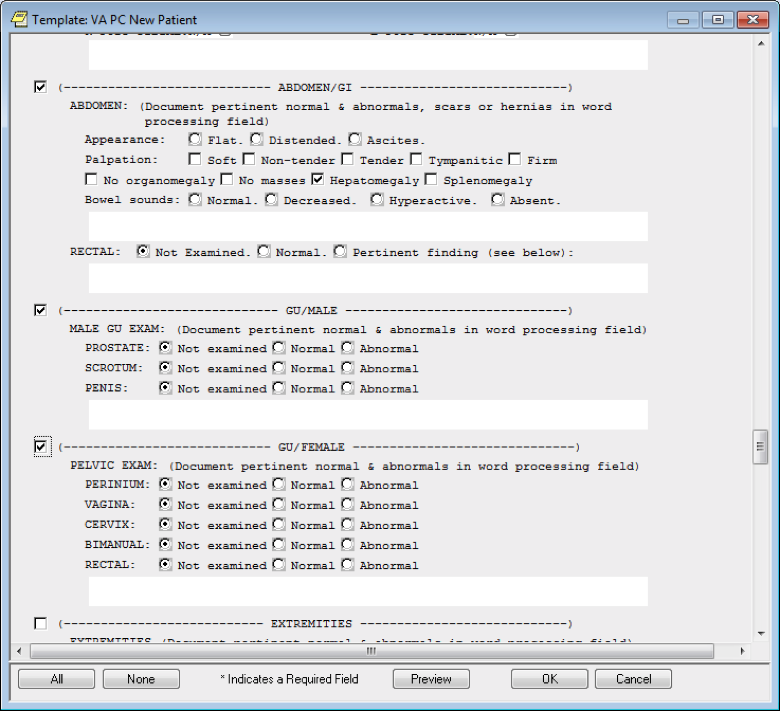 Template: VA PC New Patient
(---------------------------- ABDOMEN/GI ----------------------------)
ABDOMEN: (Document pertinent normal & abnormals, scars or hernias in word
processing field)
Appearance: Flat. Distended. Ascites.
Palpation: Soft Non-tender Tender Tympanitic Firm
No organomegaly No masses Hepatomegaly Splenomegaly
Bowel sounds: Normal. Decreased. Hyperactive. Absent.
RECTAL: Not Examined. Normal. Pertinent finding (see below):
(----------------------------- GU/MALE ------------------------------)
MALE GU EXAM: (Document pertinent normal & abnormals in word processing field)
PROSTATE: Not examined Normal Abnormal
SCROTUM: Not examined Normal Abnormal
PENIS: Not examined Normal Abnormal
(---------------------------- GU/FEMALE ------------------------------)
PELVIC EXAM: (Document pertinent normal & abnormals in word processing field)
PERINIUM: Not examined Normal Abnormal
VAGINA: Not examined Normal Abnormal
CERVIX: Not examined Normal Abnormal
BIMANUAL: Not examined Normal Abnormal
RECTAL: Not examined Normal Abnormal
(--------------------------- EXTREMITIES ----------------------------)
EXTREMITIES (Document pertinent normal & abnormals in word processing field)
All None * Indicates a Required Field Preview OK Cancel